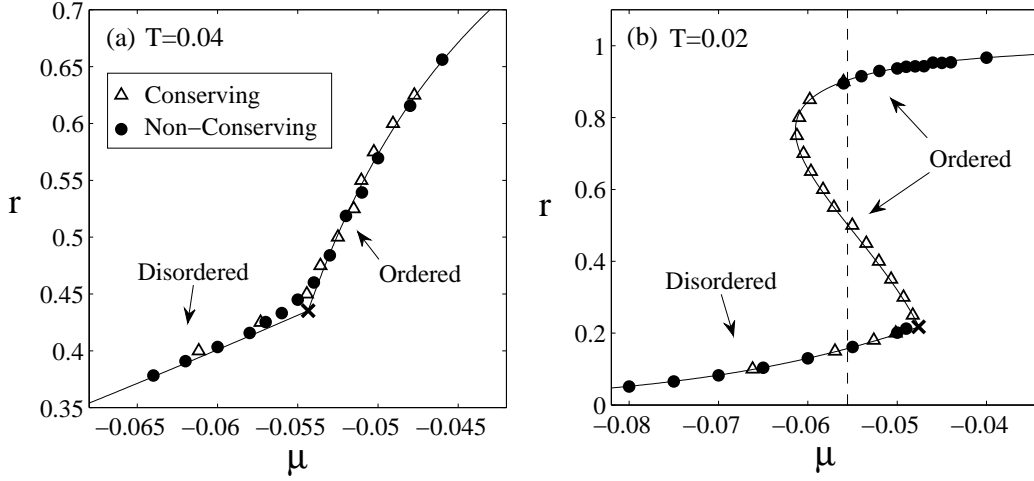 (a) T=0.04
Conserving
Non−Conserving
Disordered
Ordered
0.7
0.65
0.6
0.55
0.5
0.45
0.4
0.35
r
−0.065
−0.06
−0.055
−0.05
−0.045
μ
(b) T=0.02
Ordered
Disordered
1
0.8
0.6
0.4
0.2
0
r
−0.08
−0.07
−0.06
−0.05
−0.04
μ